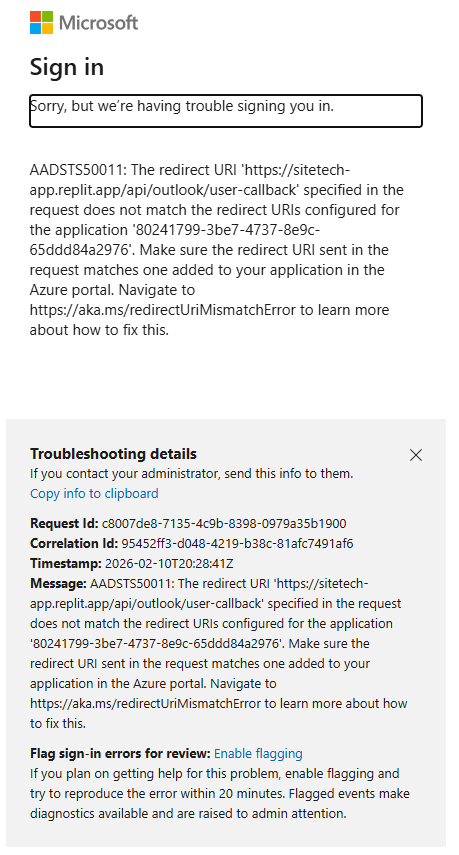 Microsoft
Sign in
Sorry, but we’re having trouble signing you in.
AADSTS50011: The redirect URI 'https://sitetech-
app.replit.app/api/outlook/user-callback' specified in the
request does not match the redirect URIs configured for
the application '80241799-3be7-4737-8e9c-
65ddd84a2976'. Make sure the redirect URI sent in the
request matches one added to your application in the
Azure portal. Navigate to
https://aka.ms/redirectUriMismatchError to learn more
about how to fix this.
Troubleshooting details
If you contact your administrator, send this info to them.
Copy info to clipboard
Request Id: c8007de8-7135-4c9b-8398-0979a35b1900
Correlation Id: 95452ff3-d048-4219-b38c-81afc7491af6
Timestamp: 2026-02-10T20:28:41Z
Message: AADSTS50011: The redirect URI 'https://sitetech-
app.replit.app/api/outlook/user-callback' specified in the request
does not match the redirect URIs configured for the application
'80241799-3be7-4737-8e9c-65ddd84a2976'. Make sure the
redirect URI sent in the request matches one added to your
application in the Azure portal. Navigate to
https://aka.ms/redirectUriMismatchError to learn more about how
to fix this.
Flag sign-in errors for review: Enable flagging
If you plan on getting help for this problem, enable flagging and
try to reproduce the error within 20 minutes. Flagged events make
diagnostics available and are raised to admin attention.